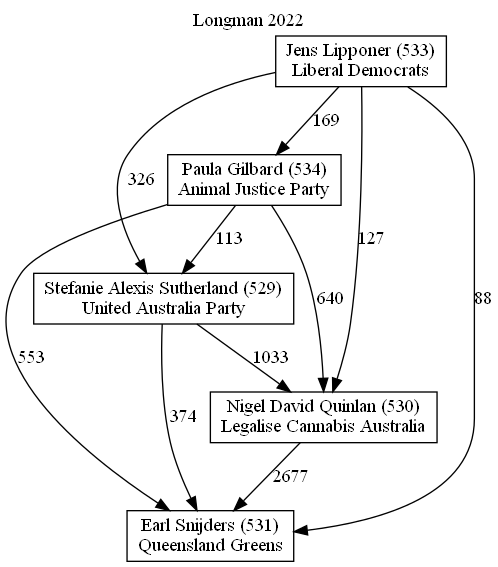 Longman 2022
Jens Lipponer (533)
Liberal Democrats
169
Paula Gilbard (534)
Animal Justice Party
326
113
127
Stefanie Alexis Sutherland (529)
United Australia Party
640
88
553
1033
374
Nigel David Quinlan (530)
Legalise Cannabis Australia
2677
Earl Snijders (531)
Queensland Greens